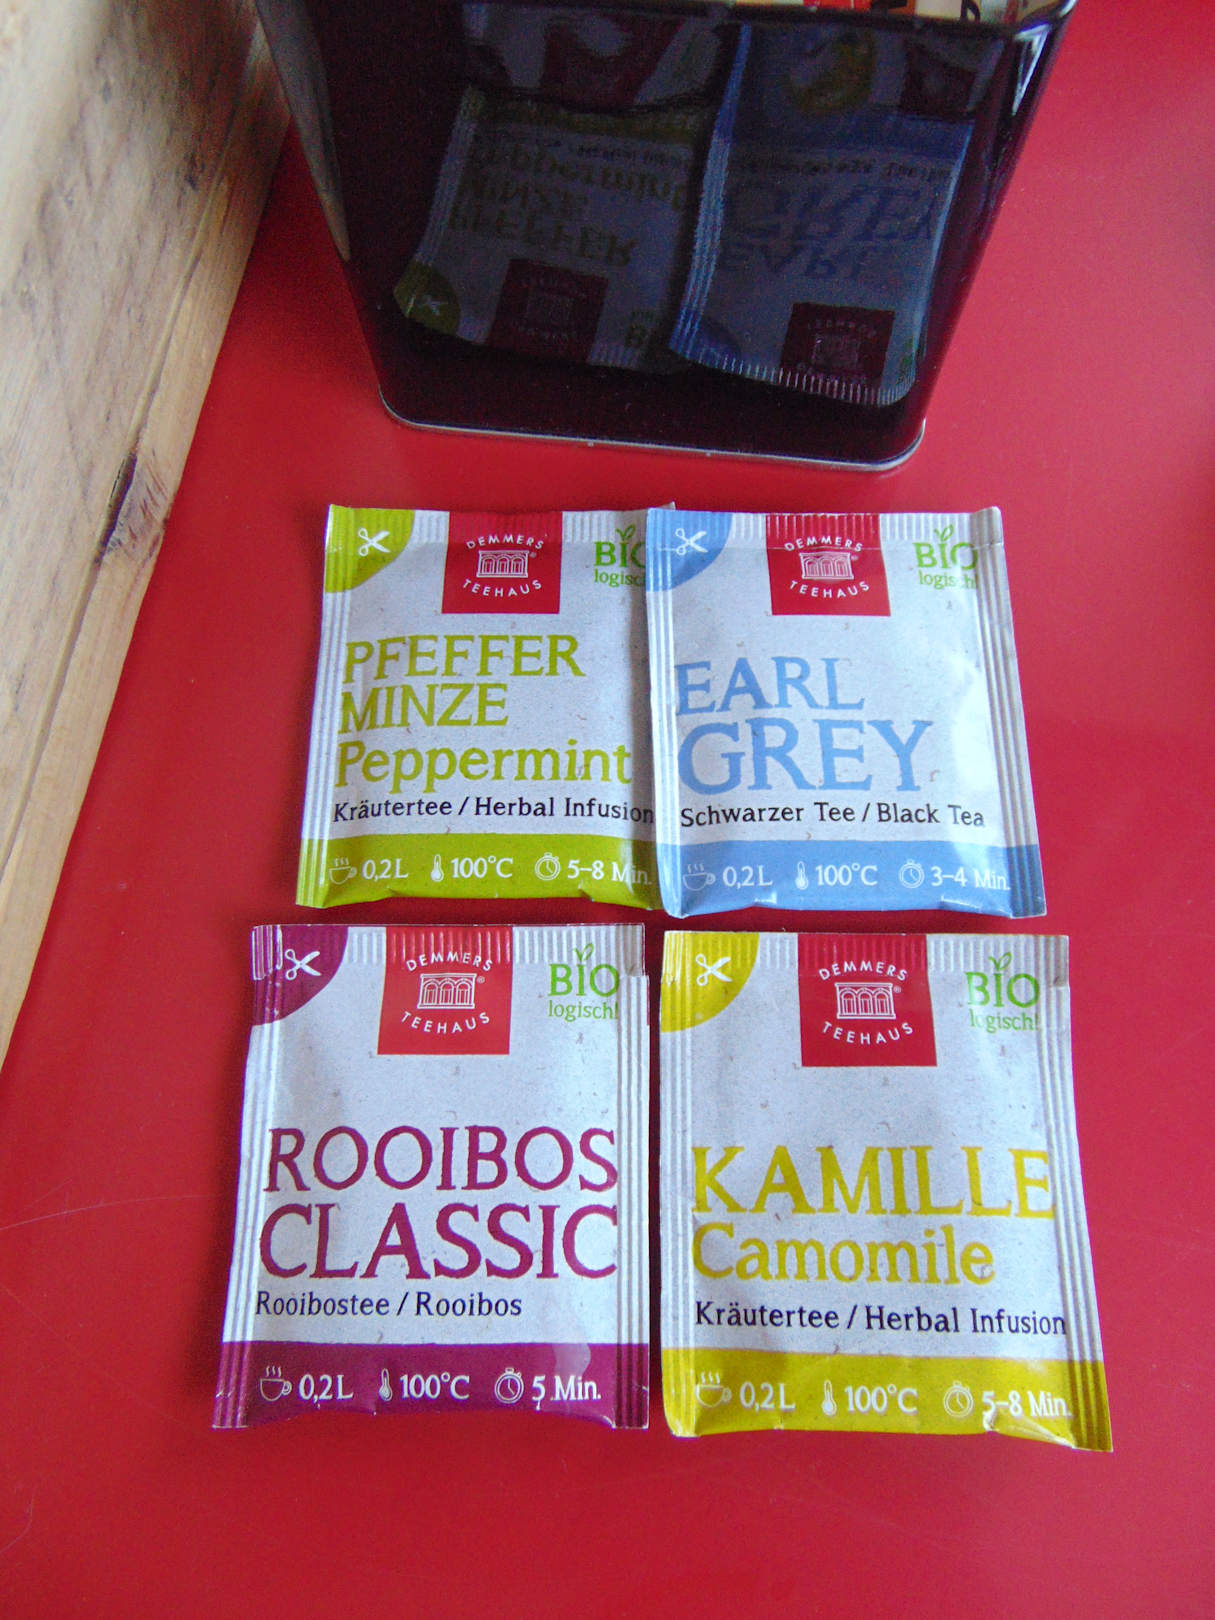 DEMMERS
TEEHAUS
BIO
logisch!
PFEFFER
MINZE
Peppermint
Kräutertee / Herbal Infusion
0,2L 100°C 5–8 Min.
DEMMERS
TEEHAUS
BIO
logisch!
EARL
GREY
Schwarzer Tee / Black Tea
0,2L 100°C 3–4 Min.
DEMMERS
TEEHAUS
BIO
logisch!
ROOIBOS
CLASSIC
Rooibostee / Rooibos
0,2L 100°C 5 Min.
DEMMERS
TEEHAUS
BIO
logisch!
KAMILLE
Camomile
Kräutertee / Herbal Infusion
0,2L 100°C 5–8 Min.